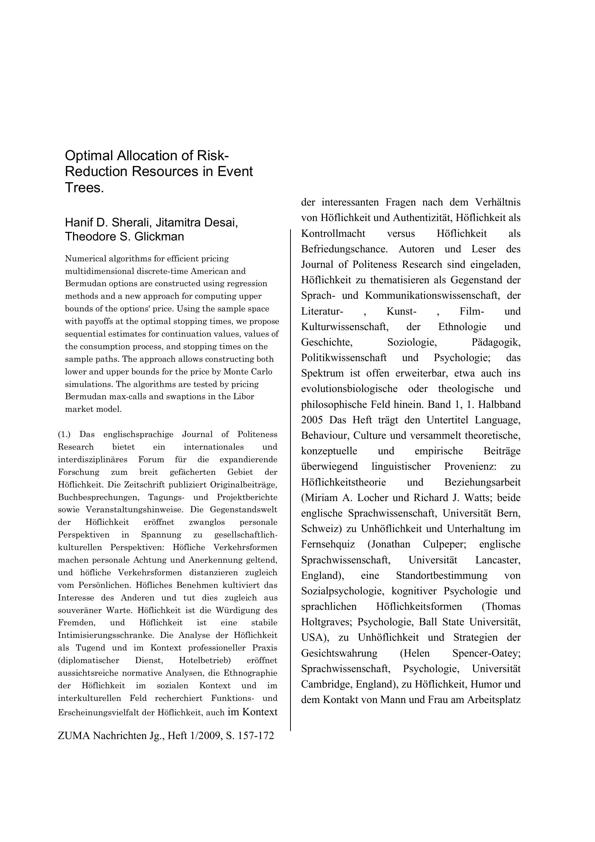 Optimal Allocation of Risk-
Reduction Resources in Event
Trees.
Hanif D. Sherali, Jitamitra Desai,
Theodore S. Glickman
Numerical algorithms for efficient pricing
multidimensional discrete-time American and
Bermudan options are constructed using regression
methods and a new approach for computing upper
bounds of the options' price. Using the sample space
with payoffs at the optimal stopping times, we propose
sequential estimates for continuation values, values of
the consumption process, and stopping times on the
sample paths. The approach allows constructing both
lower and upper bounds for the price by Monte Carlo
simulations. The algorithms are tested by pricing
Bermudan max-calls and swaptions in the Libor
market model.
(1.) Das englischsprachige Journal of Politeness
Research bietet ein internationales und
interdisziplinäres Forum für die expandierende
Forschung zum breit gefächerten Gebiet der
Höflichkeit. Die Zeitschrift publiziert Originalbeiträge,
Buchbesprechungen, Tagungs- und Projektberichte
sowie Veranstaltungshinweise. Die Gegenstandswelt
der Höflichkeit eröffnet zwanglos personale
Perspektiven in Spannung zu gesellschaftlich-
kulturellen Perspektiven: Höfliche Verkehrsformen
machen personale Achtung und Anerkennung geltend,
und höfliche Verkehrsformen distanzieren zugleich
vom Persönlichen. Höfliches Benehmen kultiviert das
Interesse des Anderen und tut dies zugleich aus
souveräner Warte. Höflichkeit ist die Würdigung des
Fremden, und Höflichkeit ist eine stabile
Intimisierungsschranke. Die Analyse der Höflichkeit
als Tugend und im Kontext professioneller Praxis
(diplomatischer Dienst, Hotelbetrieb) eröffnet
aussichtsreiche normative Analysen, die Ethnographie
der Höflichkeit im sozialen Kontext und im
interkulturellen Feld recherchiert Funktions- und
Erscheinungsvielfalt der Höflichkeit, auch im Kontext
der interessanten Fragen nach dem Verhältnis
von Höflichkeit und Authentizität, Höflichkeit als
Kontrollmacht versus Höflichkeit als
Befriedungschance. Autoren und Leser des
Journal of Politeness Research sind eingeladen,
Höflichkeit zu thematisieren als Gegenstand der
Sprach- und Kommunikationswissenschaft, der
Literatur- , Kunst- , Film- und
Kulturwissenschaft, der Ethnologie und
Geschichte, Soziologie, Pädagogik,
Politikwissenschaft und Psychologie; das
Spektrum ist offen erweiterbar, etwa auch ins
evolutionsbiologische oder theologische und
philosophische Feld hinein. Band 1, 1. Halbband
2005 Das Heft trägt den Untertitel Language,
Behaviour, Culture und versammelt theoretische,
konzeptuelle und empirische Beiträge
überwiegend linguistischer Provenienz: zu
Höflichkeitstheorie und Beziehungsarbeit
(Miriam A. Locher und Richard J. Watts; beide
englische Sprachwissenschaft, Universität Bern,
Schweiz) zu Unhöflichkeit und Unterhaltung im
Fernsehquiz (Jonathan Culpeper; englische
Sprachwissenschaft, Universität Lancaster,
England), eine Standortbestimmung von
Sozialpsychologie, kognitiver Psychologie und
sprachlichen Höflichkeitsformen (Thomas
Holtgraves; Psychologie, Ball State Universität,
USA), zu Unhöflichkeit und Strategien der
Gesichtswahrung (Helen Spencer-Oatey;
Sprachwissenschaft, Psychologie, Universität
Cambridge, England), zu Höflichkeit, Humor und
dem Kontakt von Mann und Frau am Arbeitsplatz
ZUMA Nachrichten Jg., Heft 1/2009, S. 157-172